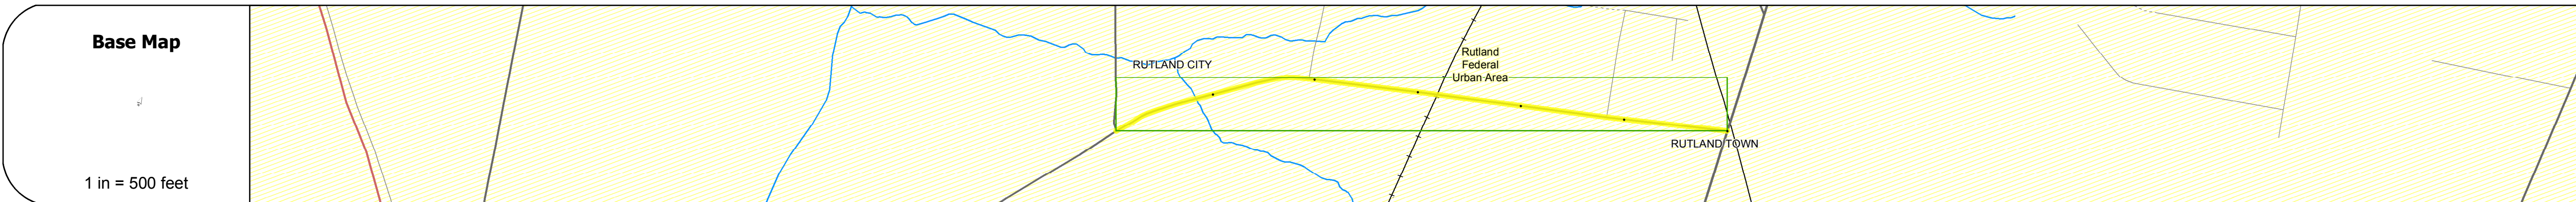 Base Map
1 in = 500 feet
RUTLAND CITY
Rutland
Federal
Urban Area
RUTLAND TOWN